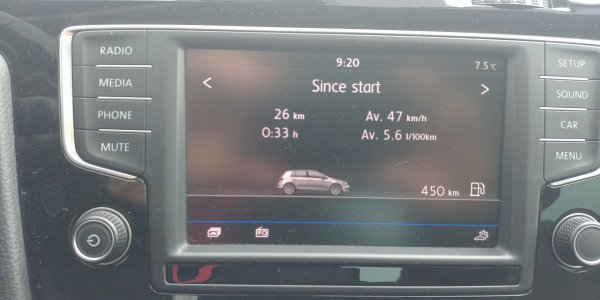 RADIO
MEDIA
PHONE
MUTE
9:20 7.5 °C
< Since start >
26 km Av. 47 km/h
0:33 h Av. 5.6 l/100km
450 km
SETUP
SOUND
CAR
MENU